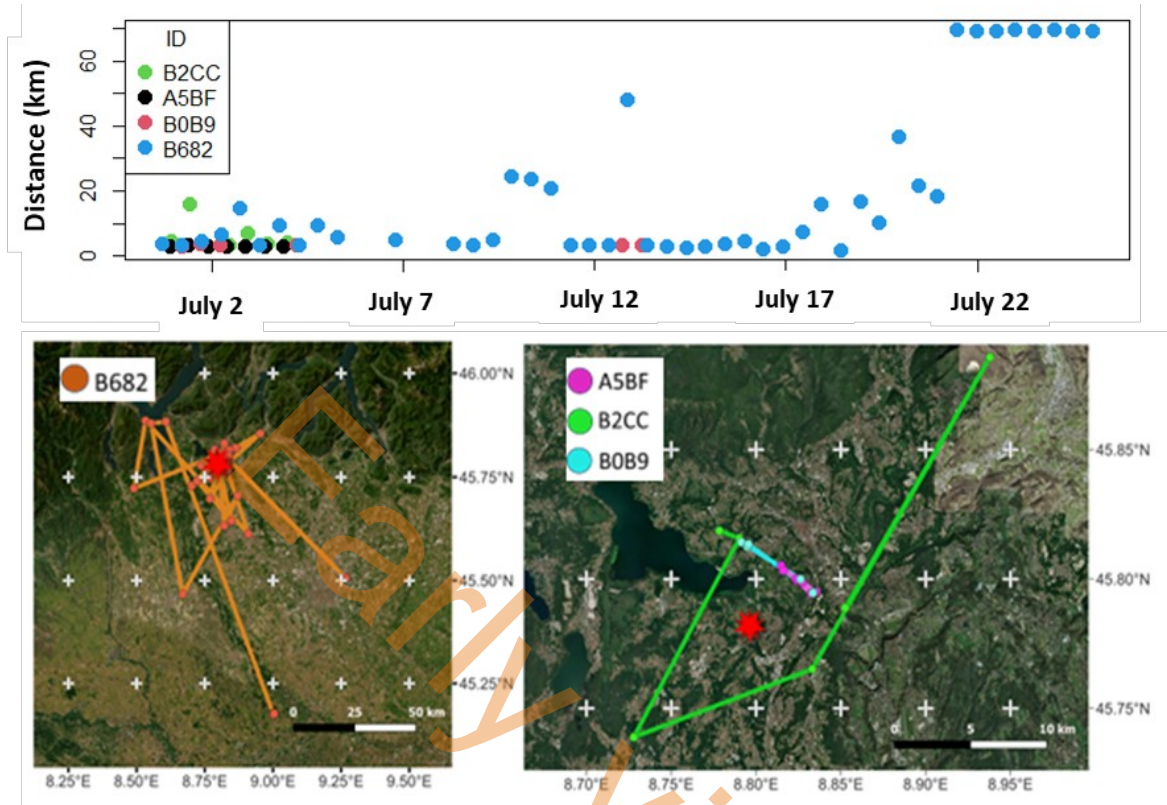 ID
B2CC
A5BF
B0B9
B682
Distance (km)
0
20
40
60
July 2
July 7
July 12
July 17
July 22
B682
46.00°N
45.75°N
45.50°N
45.25°N
0 25 50 km
8.25°E 8.50°E 8.75°E 9.00°E 9.25°E 9.50°E
A5BF
B2CC
B0B9
45.85°N
45.80°N
45.75°N
0 5 10 km
8.70°E 8.75°E 8.80°E 8.85°E 8.90°E 8.95°E
Early